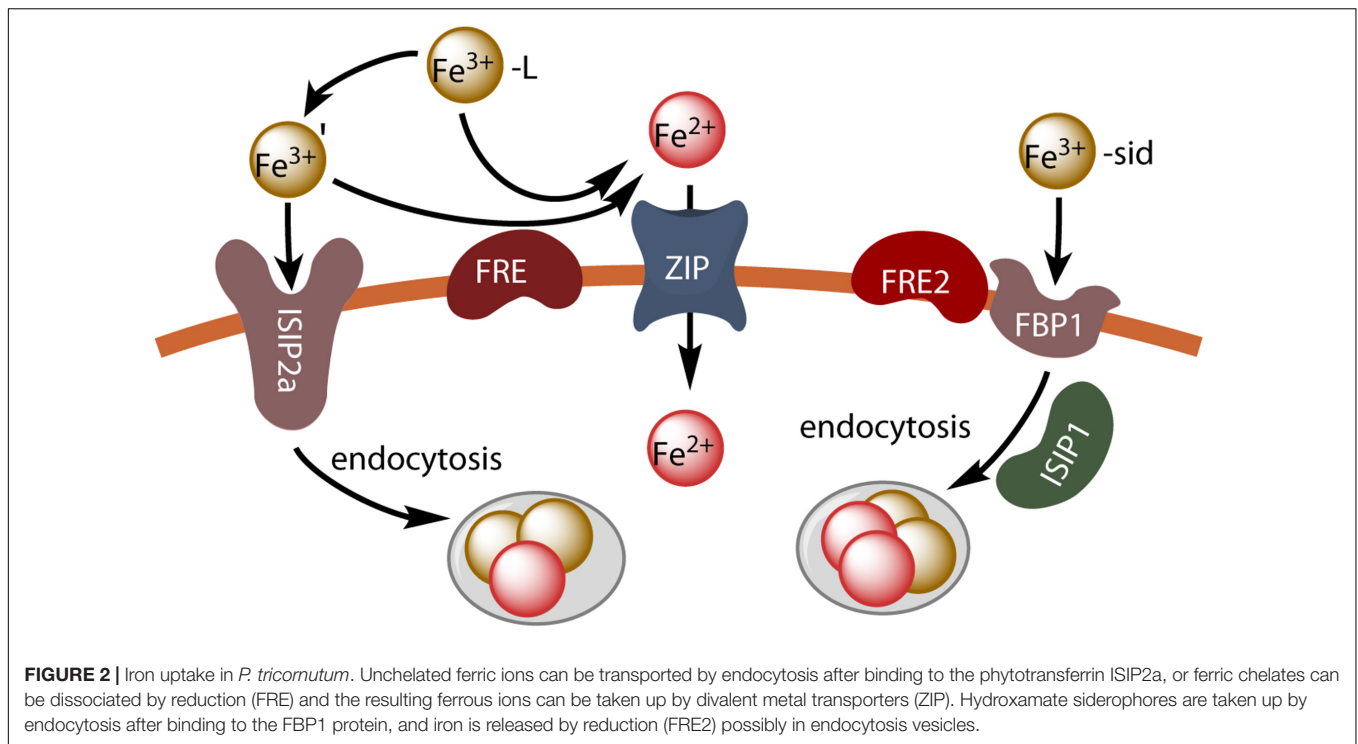 Fe3+ -L
Fe3+ '
Fe2+
Fe3+ -sid
ISIP2a
FRE
ZIP
FRE2
FBP1
ISIP1
endocytosis
Fe2+
endocytosis
FIGURE 2 | Iron uptake in P. tricornutum. Unchelated ferric ions can be transported by endocytosis after binding to the phytotransferrin ISIP2a, or ferric chelates can
be dissociated by reduction (FRE) and the resulting ferrous ions can be taken up by divalent metal transporters (ZIP). Hydroxamate siderophores are taken up by
endocytosis after binding to the FBP1 protein, and iron is released by reduction (FRE2) possibly in endocytosis vesicles.